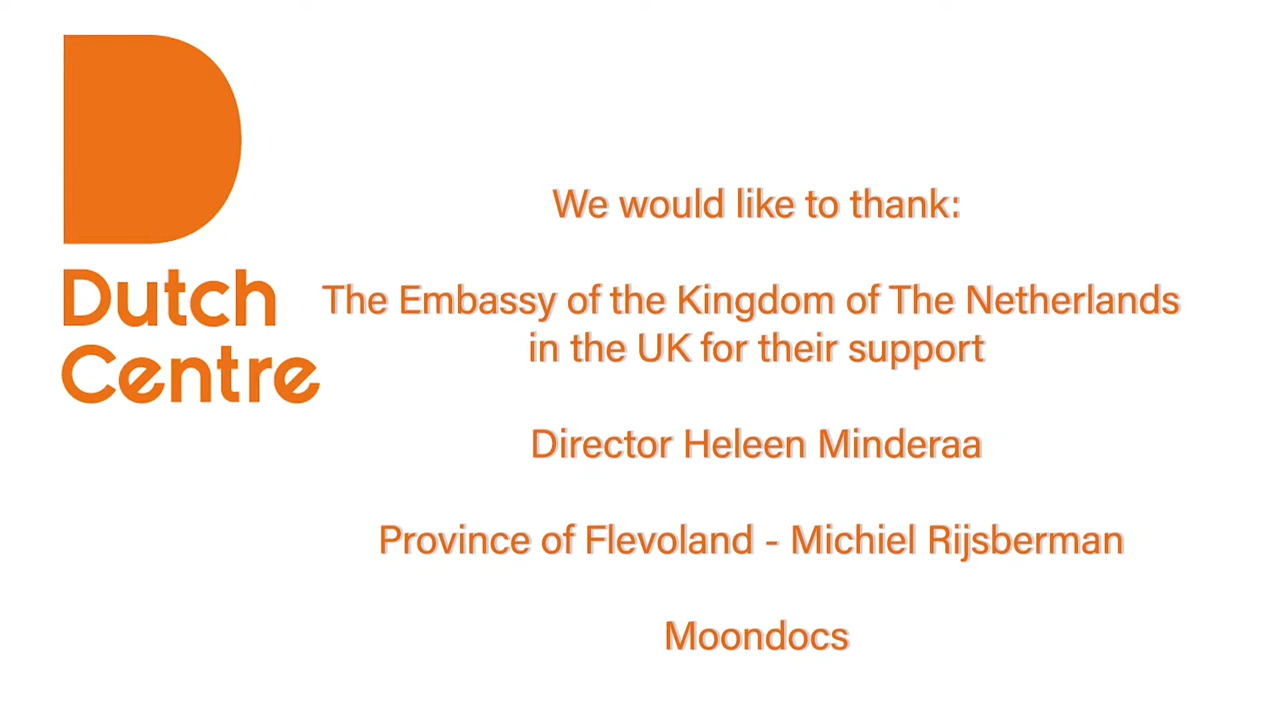 Dutch
Centre
We would like to thank:
The Embassy of the Kingdom of The Netherlands
in the UK for their support
Director Heleen Minderaa
Province of Flevoland - Michiel Rijsberman
Moondocs